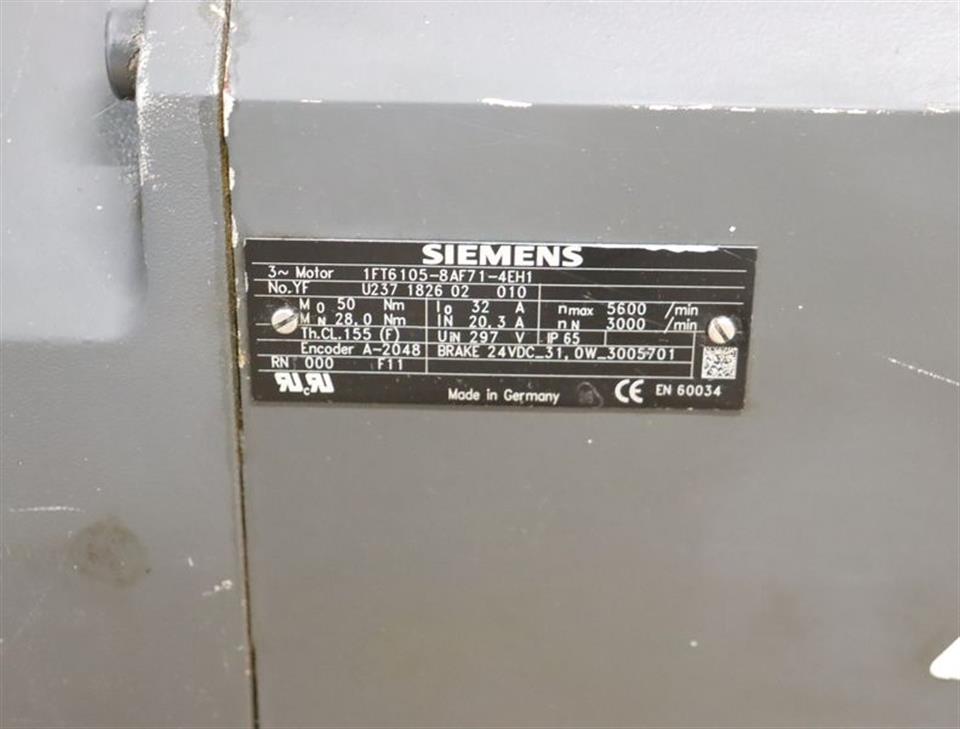 SIEMENS
3~ Motor 1FT6105-8AF71-4EH1
No.YF U237 1826 02 010
M0 50 Nm I0 32 A nmax 5600 /min
MN 28.0 Nm IN 20.3 A nN 3000 /min
Th.CL.155 (F) UIN 297 V IP 65
Encoder A-2048 BRAKE 24VDC_31,0W_3005701
RN 000 F11
Made in Germany CE EN 60034